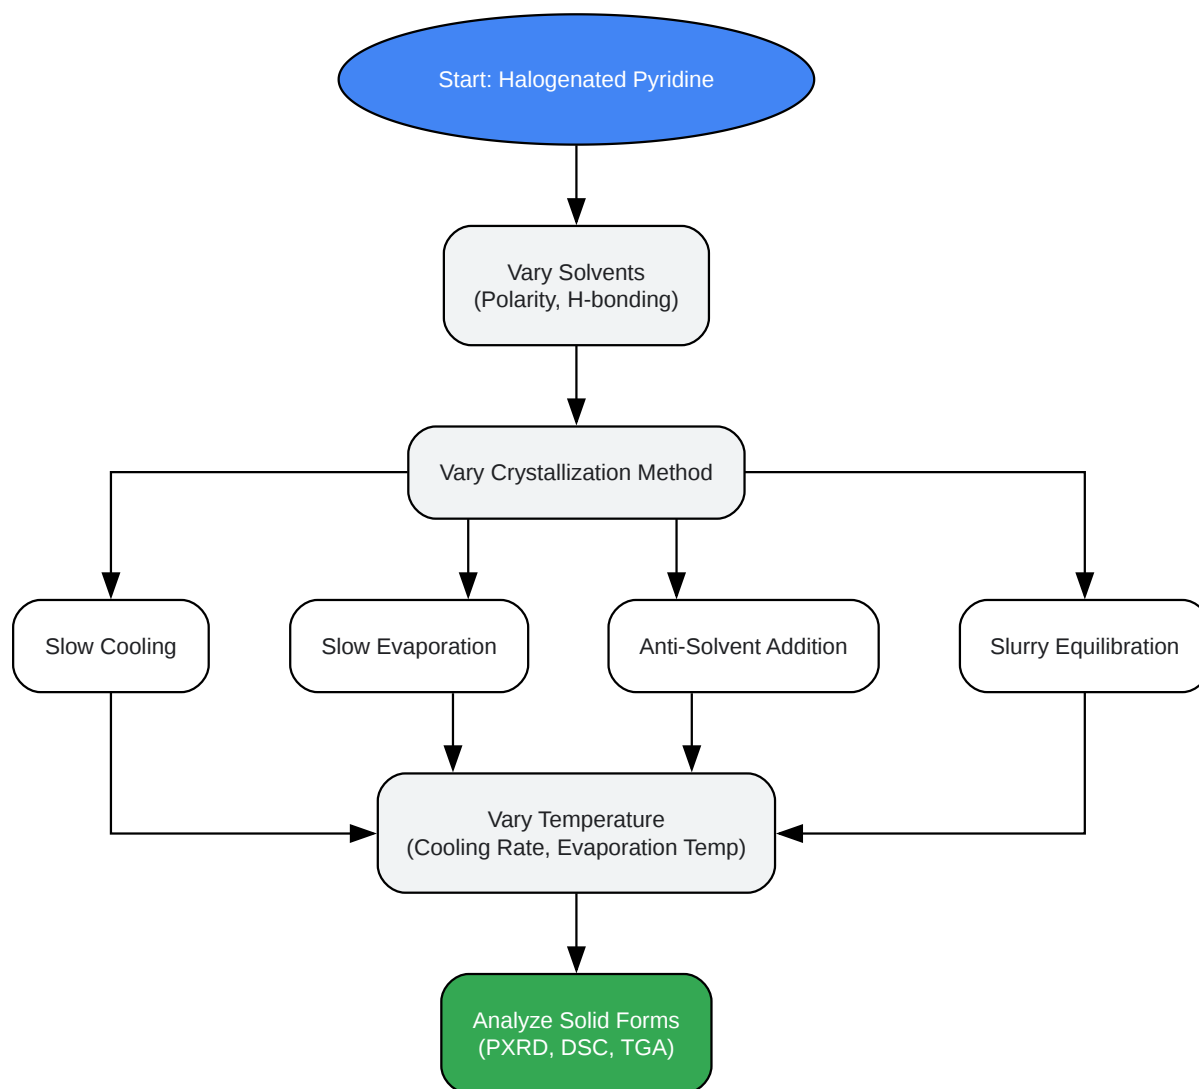 Start: Halogenated Pyridine
Vary Solvents
(Polarity, H-bonding)
Vary Crystallization Method
Slow Cooling
Slow Evaporation
Anti-Solvent Addition
Slurry Equilibration
Vary Temperature
(Cooling Rate, Evaporation Temp)
Analyze Solid Forms
(PXRD, DSC, TGA)